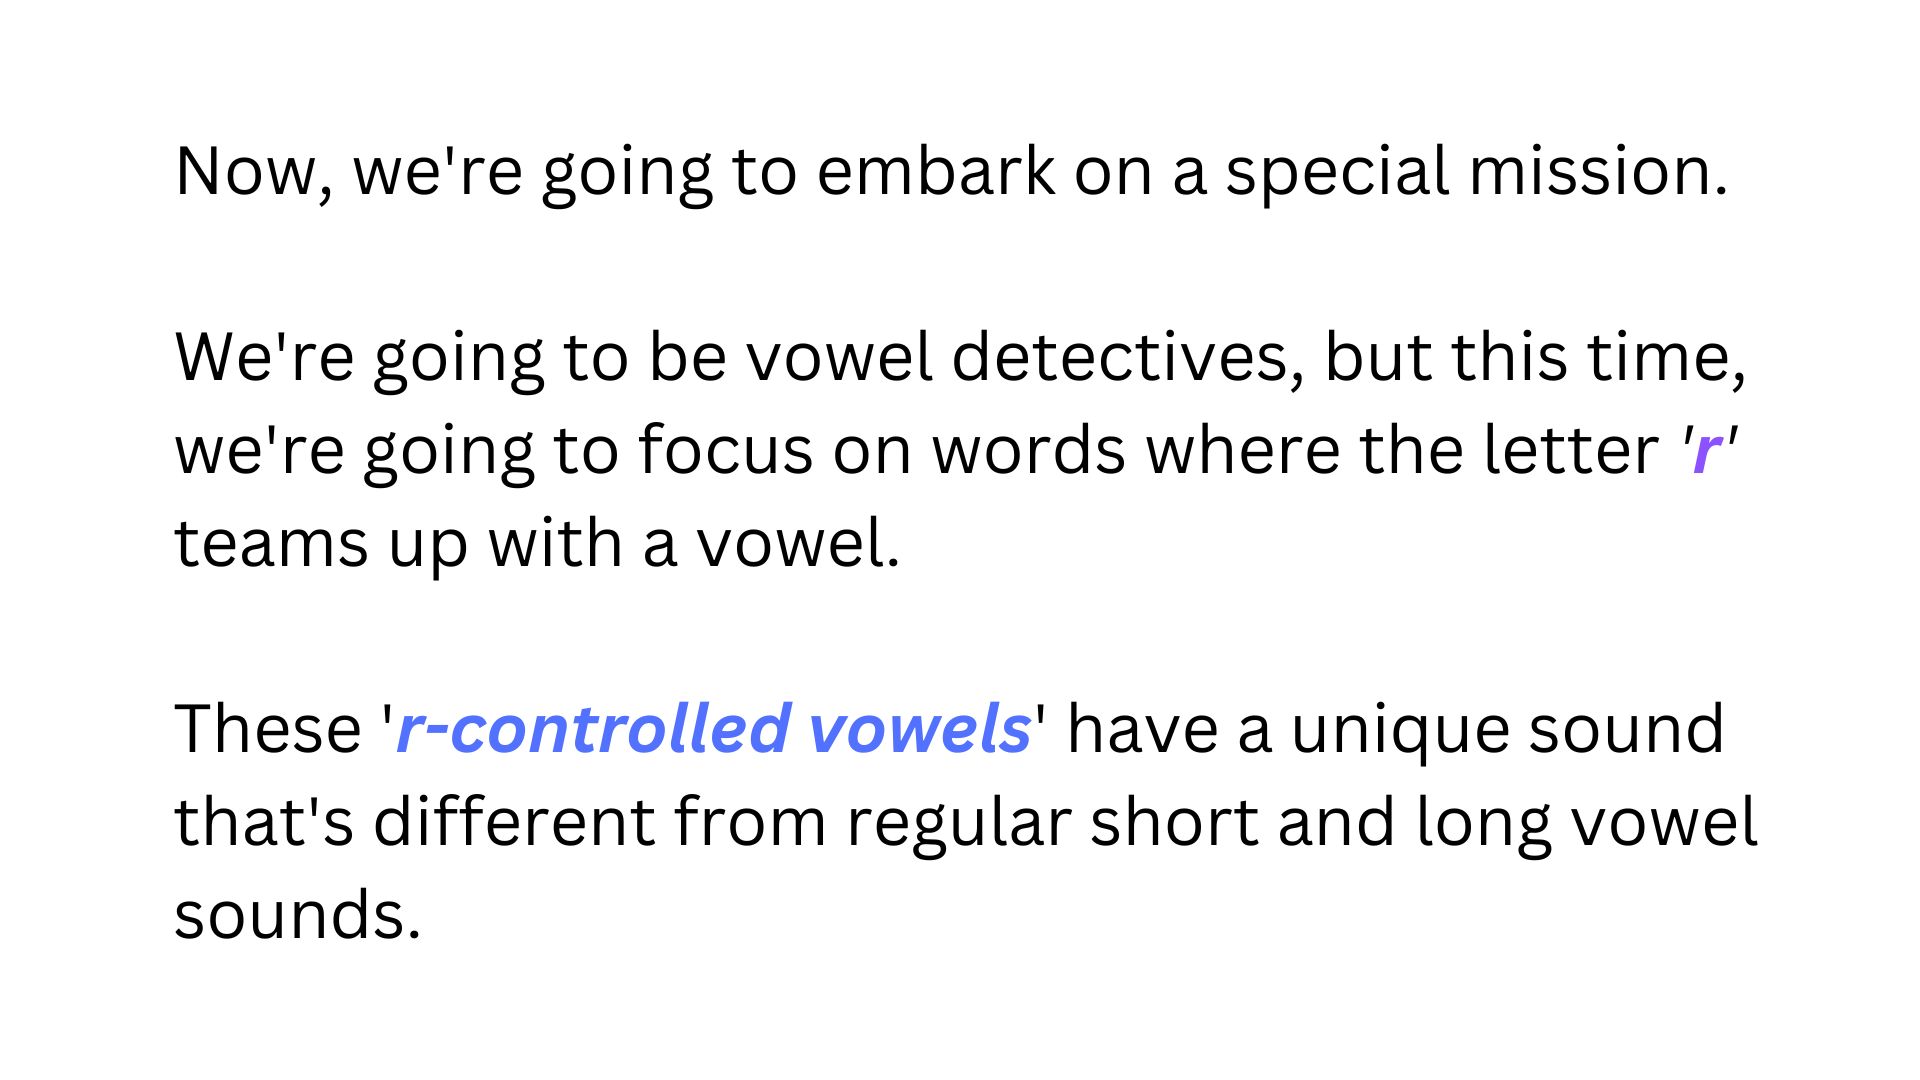 Now, we're going to embark on a special mission.
We're going to be vowel detectives, but this time,
we're going to focus on words where the letter 'r'
teams up with a vowel.
These 'r-controlled vowels' have a unique sound
that's different from regular short and long vowel
sounds.